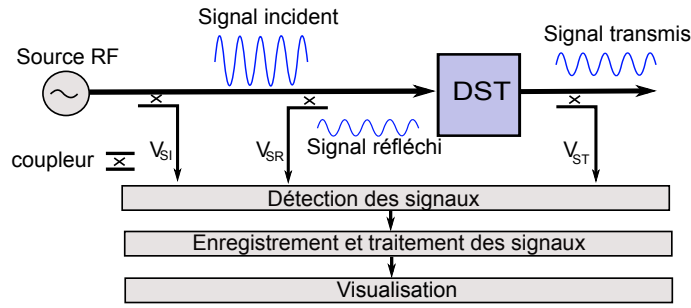 Signal incident
Source RF
Signal transmis
DST
Signal réfléchi
coupleur
VSI
VSR
VST
Détection des signaux
Enregistrement et traitement des signaux
Visualisation